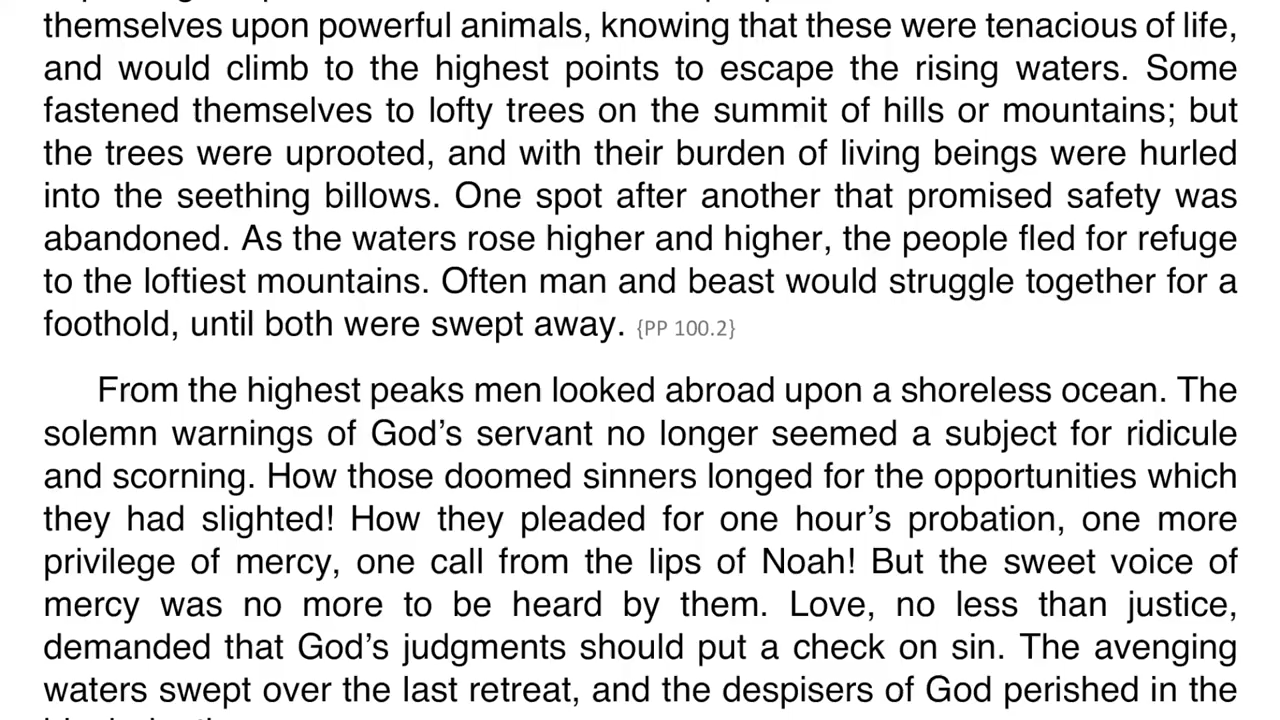 themselves upon powerful animals, knowing that these were tenacious of life,
and would climb to the highest points to escape the rising waters. Some
fastened themselves to lofty trees on the summit of hills or mountains; but
the trees were uprooted, and with their burden of living beings were hurled
into the seething billows. One spot after another that promised safety was
abandoned. As the waters rose higher and higher, the people fled for refuge
to the loftiest mountains. Often man and beast would struggle together for a
foothold, until both were swept away. {PP 100.2}
From the highest peaks men looked abroad upon a shoreless ocean. The
solemn warnings of God’s servant no longer seemed a subject for ridicule
and scorning. How those doomed sinners longed for the opportunities which
they had slighted! How they pleaded for one hour’s probation, one more
privilege of mercy, one call from the lips of Noah! But the sweet voice of
mercy was no more to be heard by them. Love, no less than justice,
demanded that God’s judgments should put a check on sin. The avenging
waters swept over the last retreat, and the despisers of God perished in the